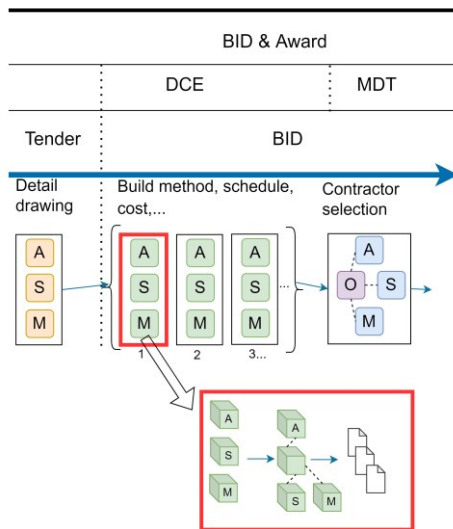 BID & Award
DCE
MDT
Tender
BID
Detail
drawing
Build method, schedule,
cost,...
Contractor
selection
A
S
M
A
S
M
1
A
S
M
2
A
S
M
3...
...
A
O
S
M
A
S
M
A
S
M